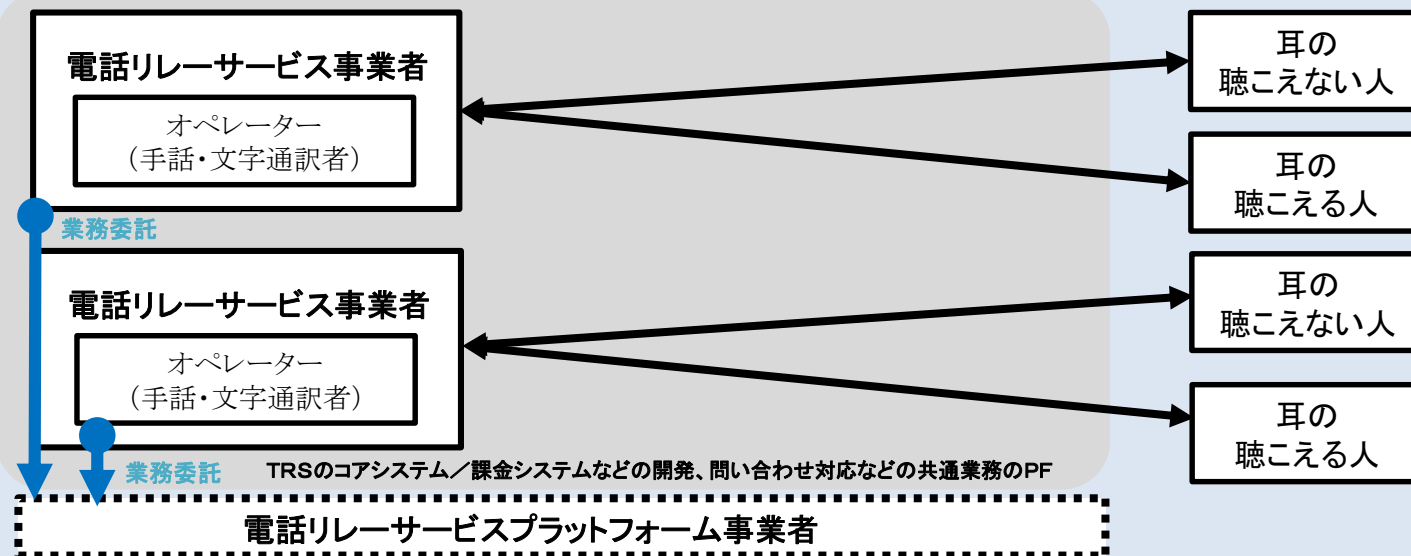 電話リレーサービス事業者
オペレーター
（手話・文字通訳者）
耳の
聴こえない人
耳の
聴こえる人
業務委託
電話リレーサービス事業者
オペレーター
（手話・文字通訳者）
耳の
聴こえない人
耳の
聴こえる人
業務委託
TRSのコアシステム／課金システムなどの開発、問い合わせ対応などの共通業務のPF
電話リレーサービスプラットフォーム事業者